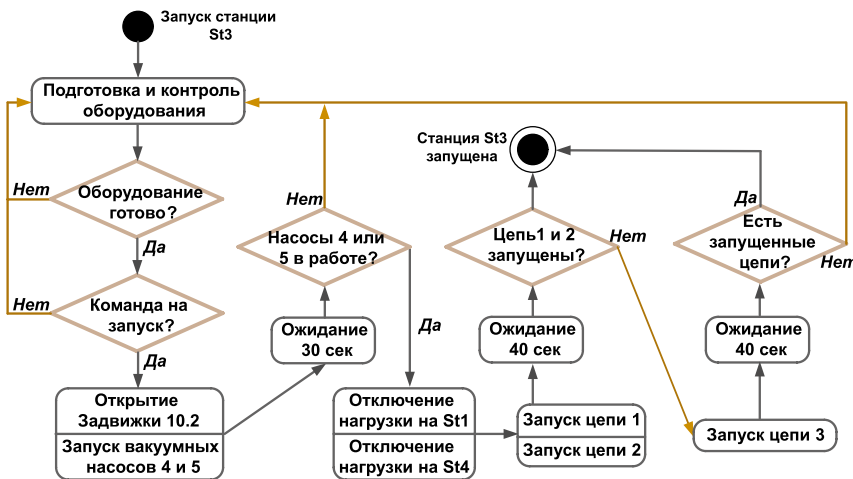 Запуск станции
St3
Подготовка и контроль
оборудования
Оборудование
готово?
Нет
Да
Команда на
запуск?
Нет
Да
Открытие
Задвижки 10.2
Запуск вакуумных
насосов 4 и 5
Ожидание
30 сек
Насосы 4 или
5 в работе?
Нет
Да
Отключение
нагрузки на St1
Отключение
нагрузки на St4
Запуск цепи 1
Запуск цепи 2
Ожидание
40 сек
Цепь1 и 2
запущены?
Нет
Станция St3
запущена
Запуск цепи 3
Ожидание
40 сек
Есть
запущенные
цепи?
Да
Нет